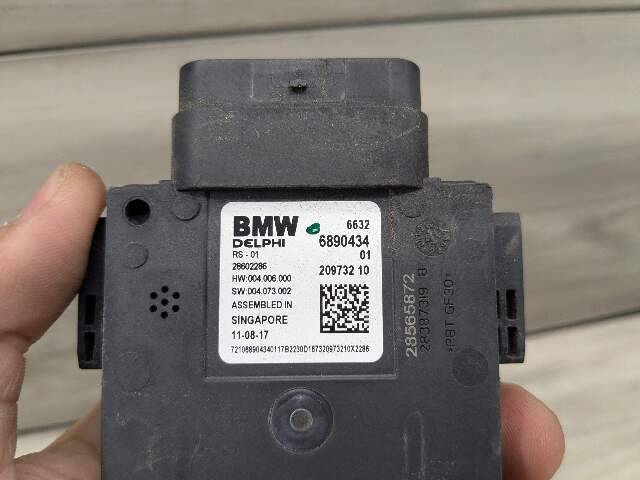 BMW 6632
DELPHI 6890434
RS - 01 01
28602286 209732 10
HW:004.006.000
SW:004.073.002
ASSEMBLED IN
SINGAPORE
11-08-17
721068904340117B2230D167320973210X2286
28565872
28387319 B
>PBT GF30<